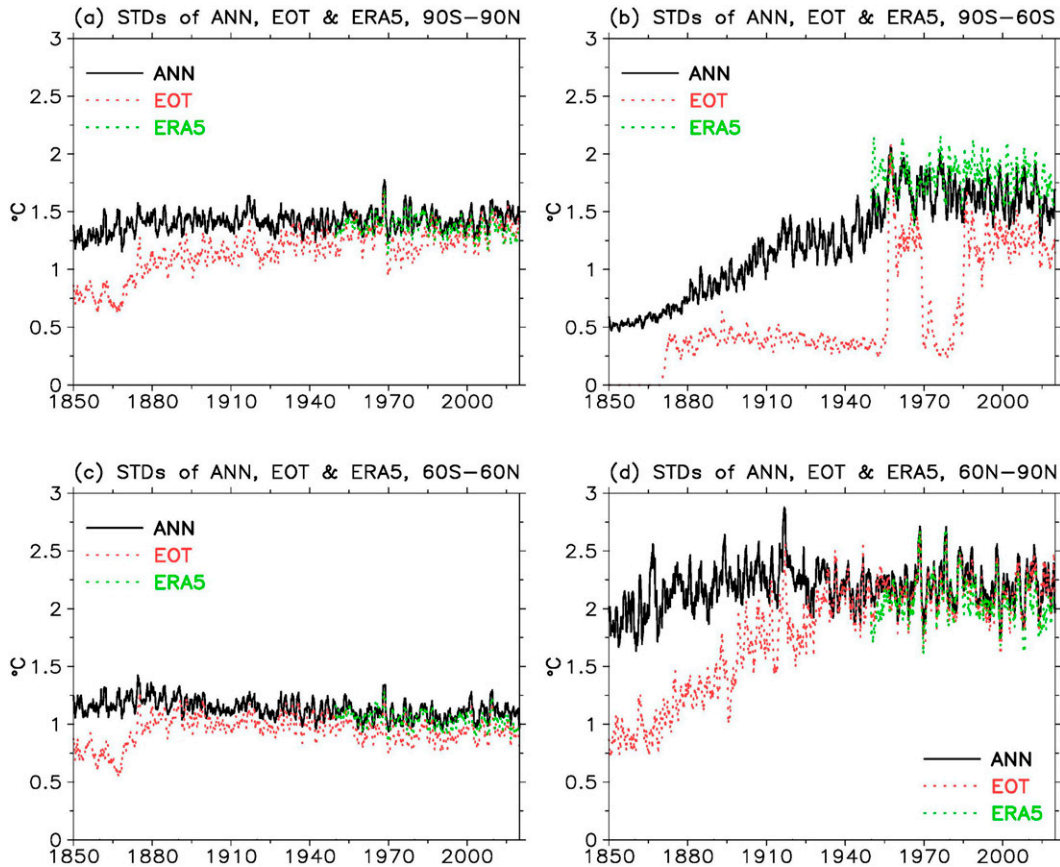 (a) STDs of ANN, EOT & ERA5, 90S−90N
3
2.5
2
1.5
1
0.5
0
°C
ANN
EOT
ERA5
1850 1880 1910 1940 1970 2000
(b) STDs of ANN, EOT & ERA5, 90S−60S
3
2.5
2
1.5
1
0.5
0
°C
ANN
EOT
ERA5
1850 1880 1910 1940 1970 2000
(c) STDs of ANN, EOT & ERA5, 60S−60N
3
2.5
2
1.5
1
0.5
0
°C
ANN
EOT
ERA5
1850 1880 1910 1940 1970 2000
(d) STDs of ANN, EOT & ERA5, 60N−90N
3
2.5
2
1.5
1
0.5
0
°C
ANN
EOT
ERA5
1850 1880 1910 1940 1970 2000